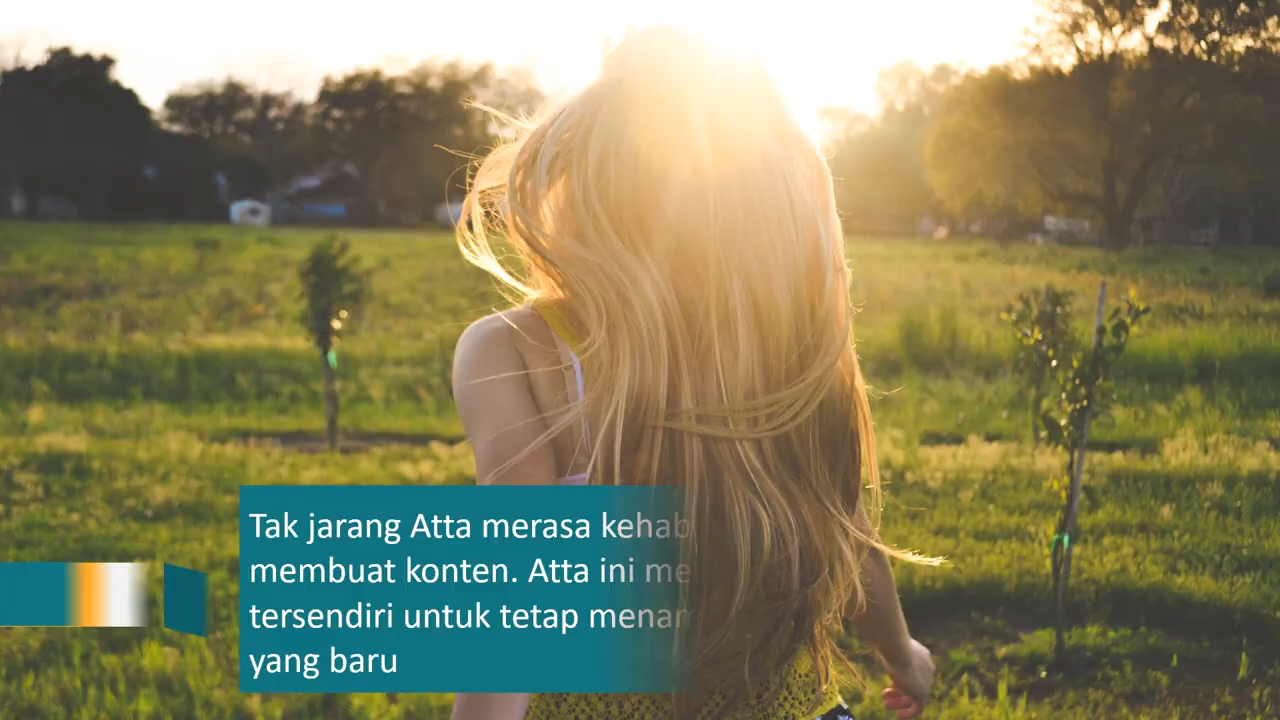 Tak jarang Atta merasa
membuat konten. Atta ini
tersendiri untuk tetap
yang baru